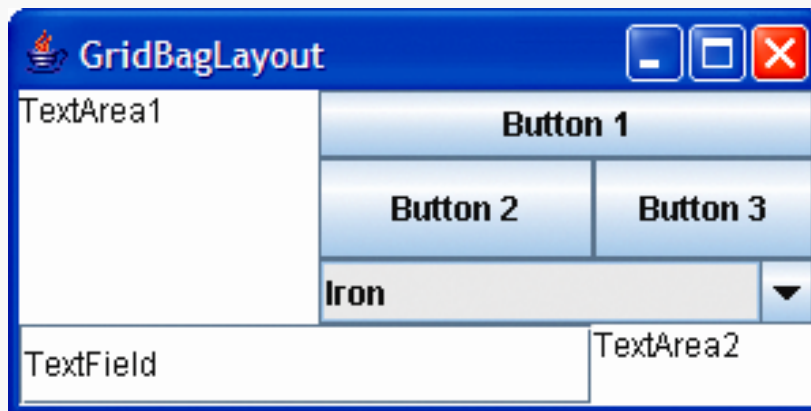 GridBagLayout
TextArea1
Button 1
Button 2
Button 3
Iron
TextField
TextArea2